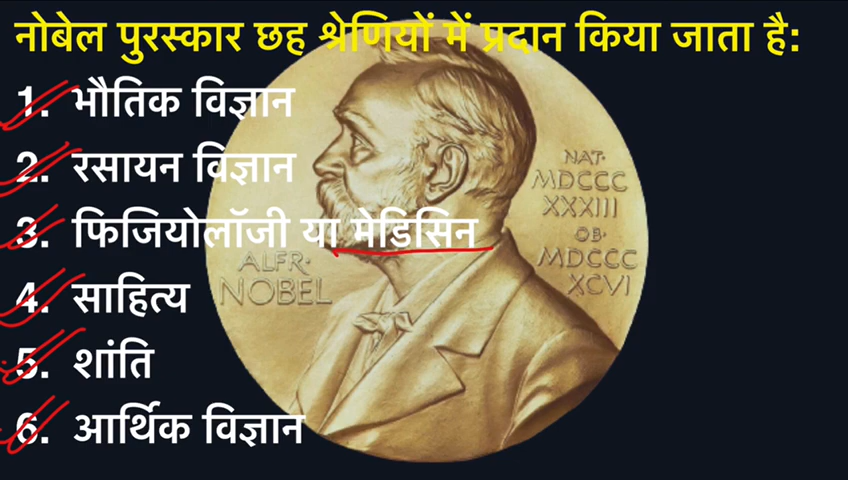 नोबेल पुरस्कार छह श्रेणियों में प्रदान किया जाता है:
1. भौतिक विज्ञान
2. रसायन विज्ञान
3. फिजियोलॉजी या मेडिसिन
4. साहित्य
5. शांति
6. आर्थिक विज्ञान
ALFR·
NOBEL
NAT·
MDCCC
XXXIII
OB·
MDCCC
XCVI